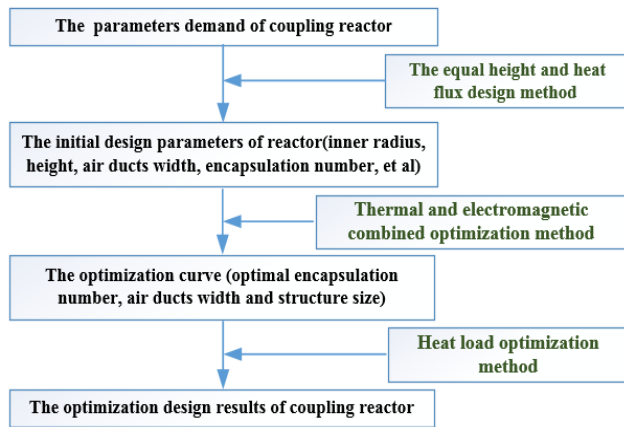 The parameters demand of coupling reactor
The equal height and heat
flux design method
The initial design parameters of reactor(inner radius,
height, air ducts width, encapsulation number, et al)
Thermal and electromagnetic
combined optimization method
The optimization curve (optimal encapsulation
number, air ducts width and structure size)
Heat load optimization
method
The optimization design results of coupling reactor